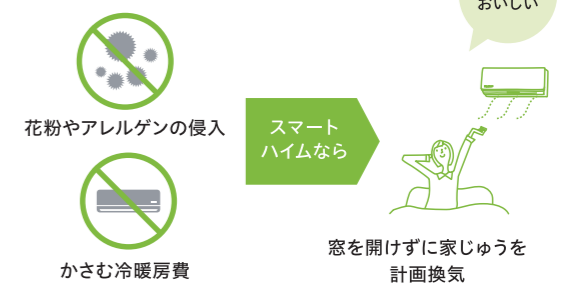 おいしい
花粉やアレルゲンの侵入
かさむ冷暖房費
スマート
ハイムなら
窓を開けずに家じゅうを
計画換気